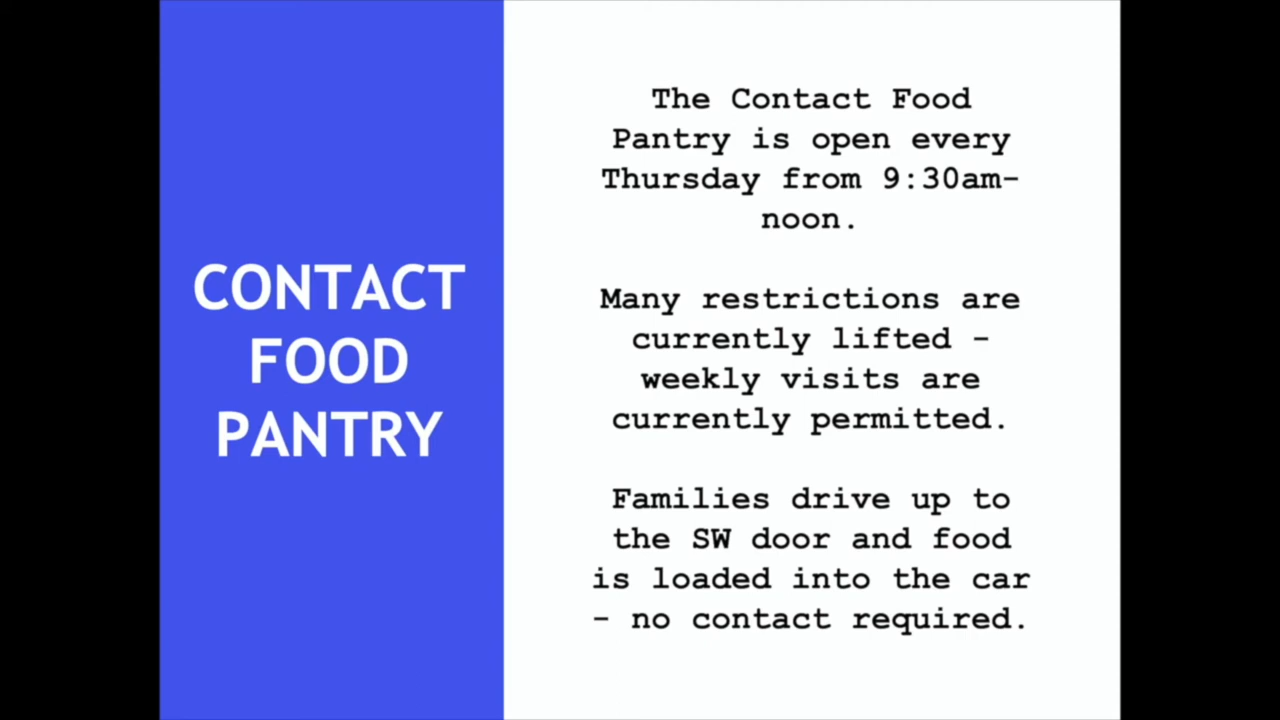 CONTACT
FOOD
PANTRY
The Contact Food
Pantry is open every
Thursday from 9:30am-
noon.
Many restrictions are
currently lifted -
weekly visits are
currently permitted.
Families drive up to
the SW door and food
is loaded into the car
- no contact required.